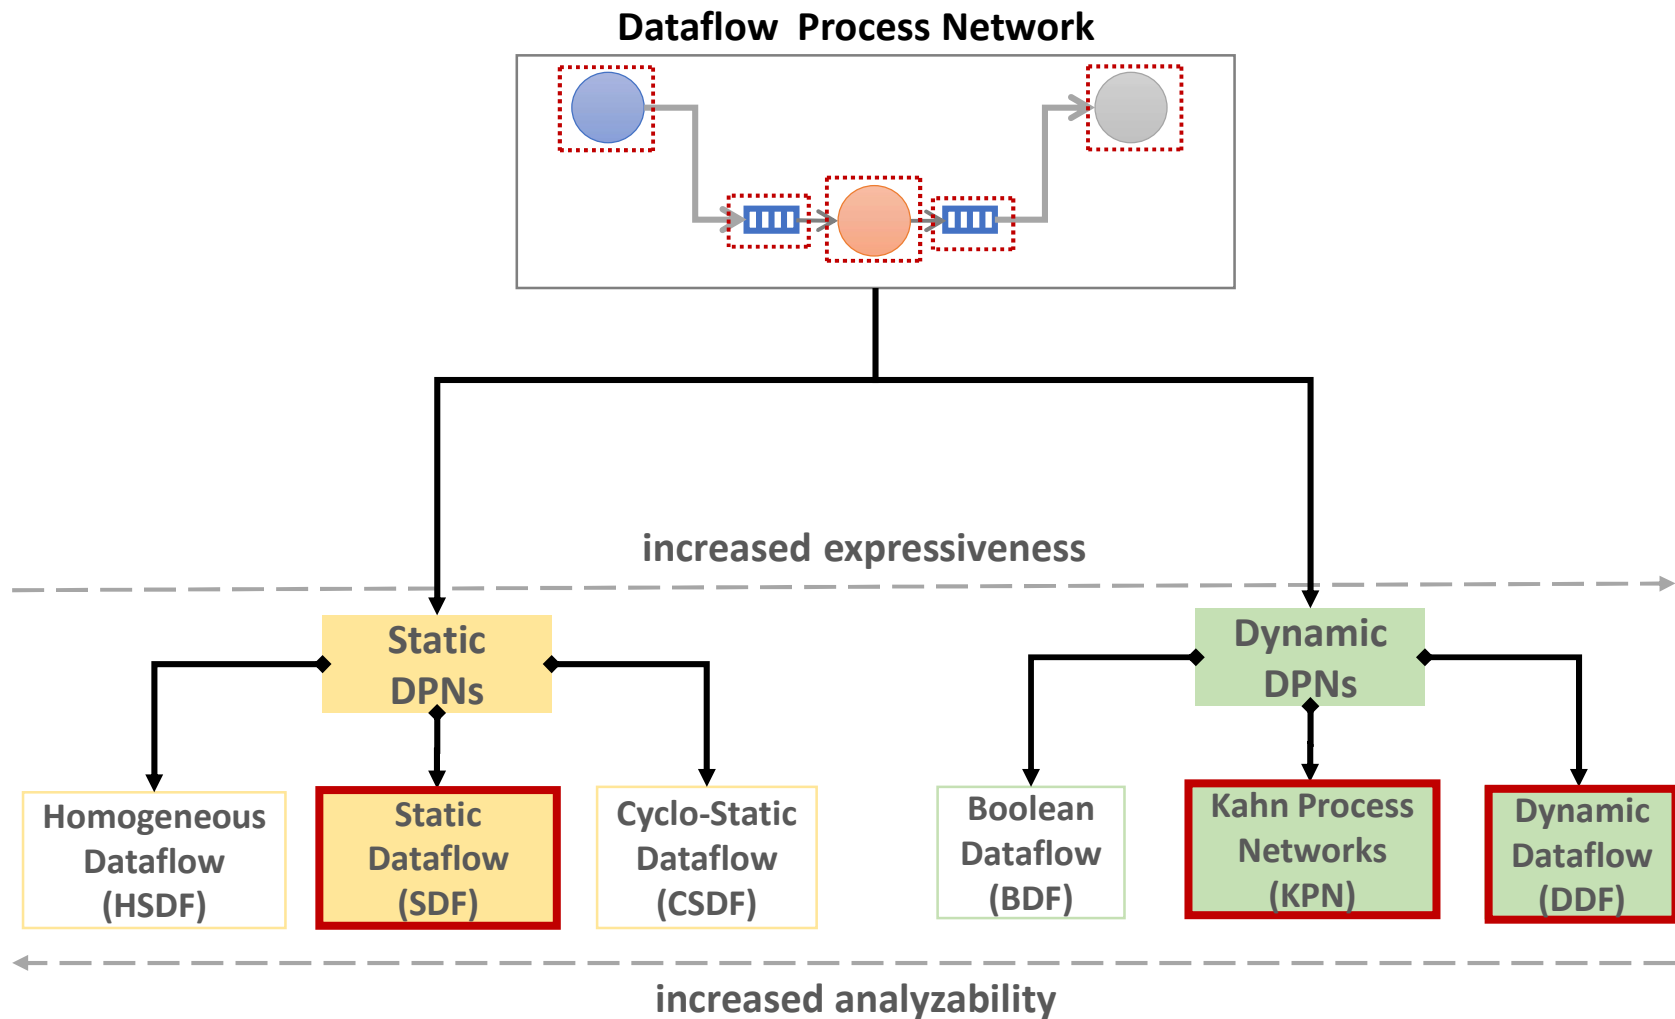 Dataflow  Process Network
increased expressiveness
Static
DPNs
Dynamic
DPNs
Homogeneous
Dataflow
(HSDF)
Static
Dataflow
(SDF)
Cyclo-Static
Dataflow
(CSDF)
Boolean
Dataflow
(BDF)
Kahn Process
Networks
(KPN)
Dynamic
Dataflow
(DDF)
increased analyzability